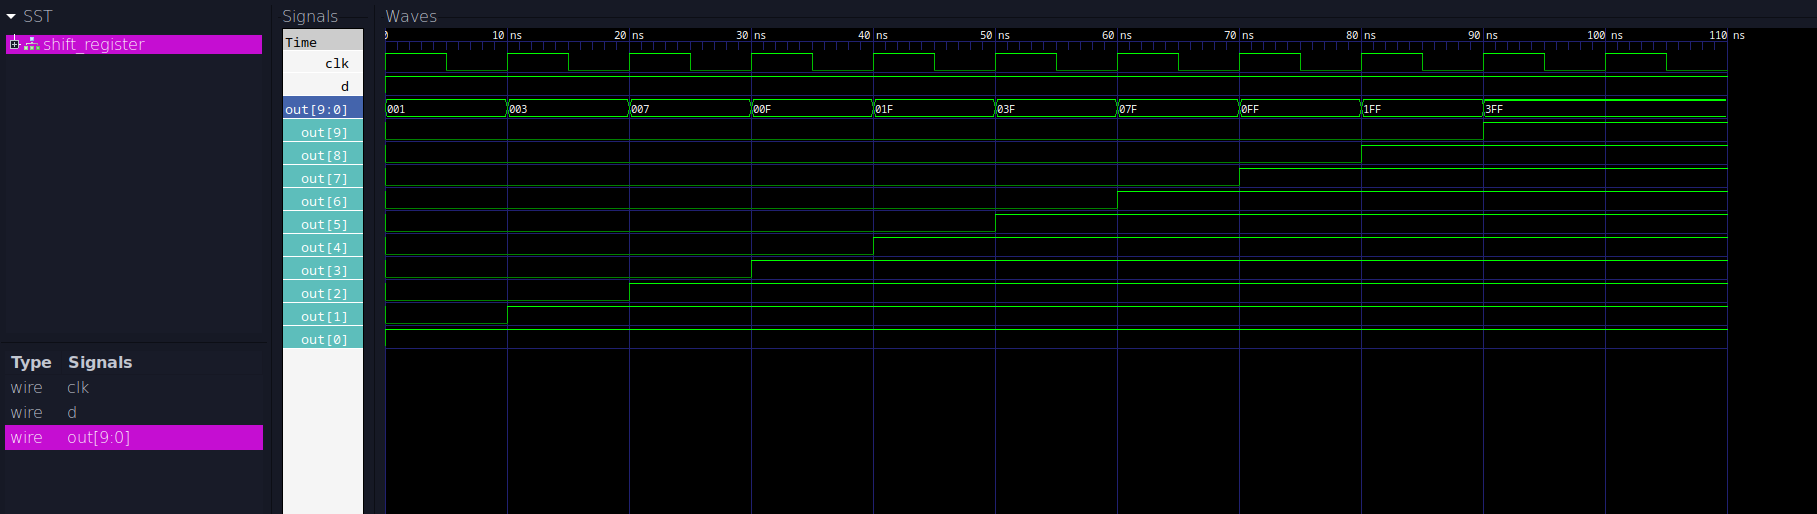 SST
shift_register
Type Signals
wire clk
wire d
wire out[9:0]
Signals
Time
clk
d
out[9:0]
out[9]
out[8]
out[7]
out[6]
out[5]
out[4]
out[3]
out[2]
out[1]
out[0]
Waves
0 10 ns 20 ns 30 ns 40 ns 50 ns 60 ns 70 ns 80 ns 90 ns 100 ns 110 ns
001 003 007 00F 01F 03F 07F 0FF 1FF 3FF